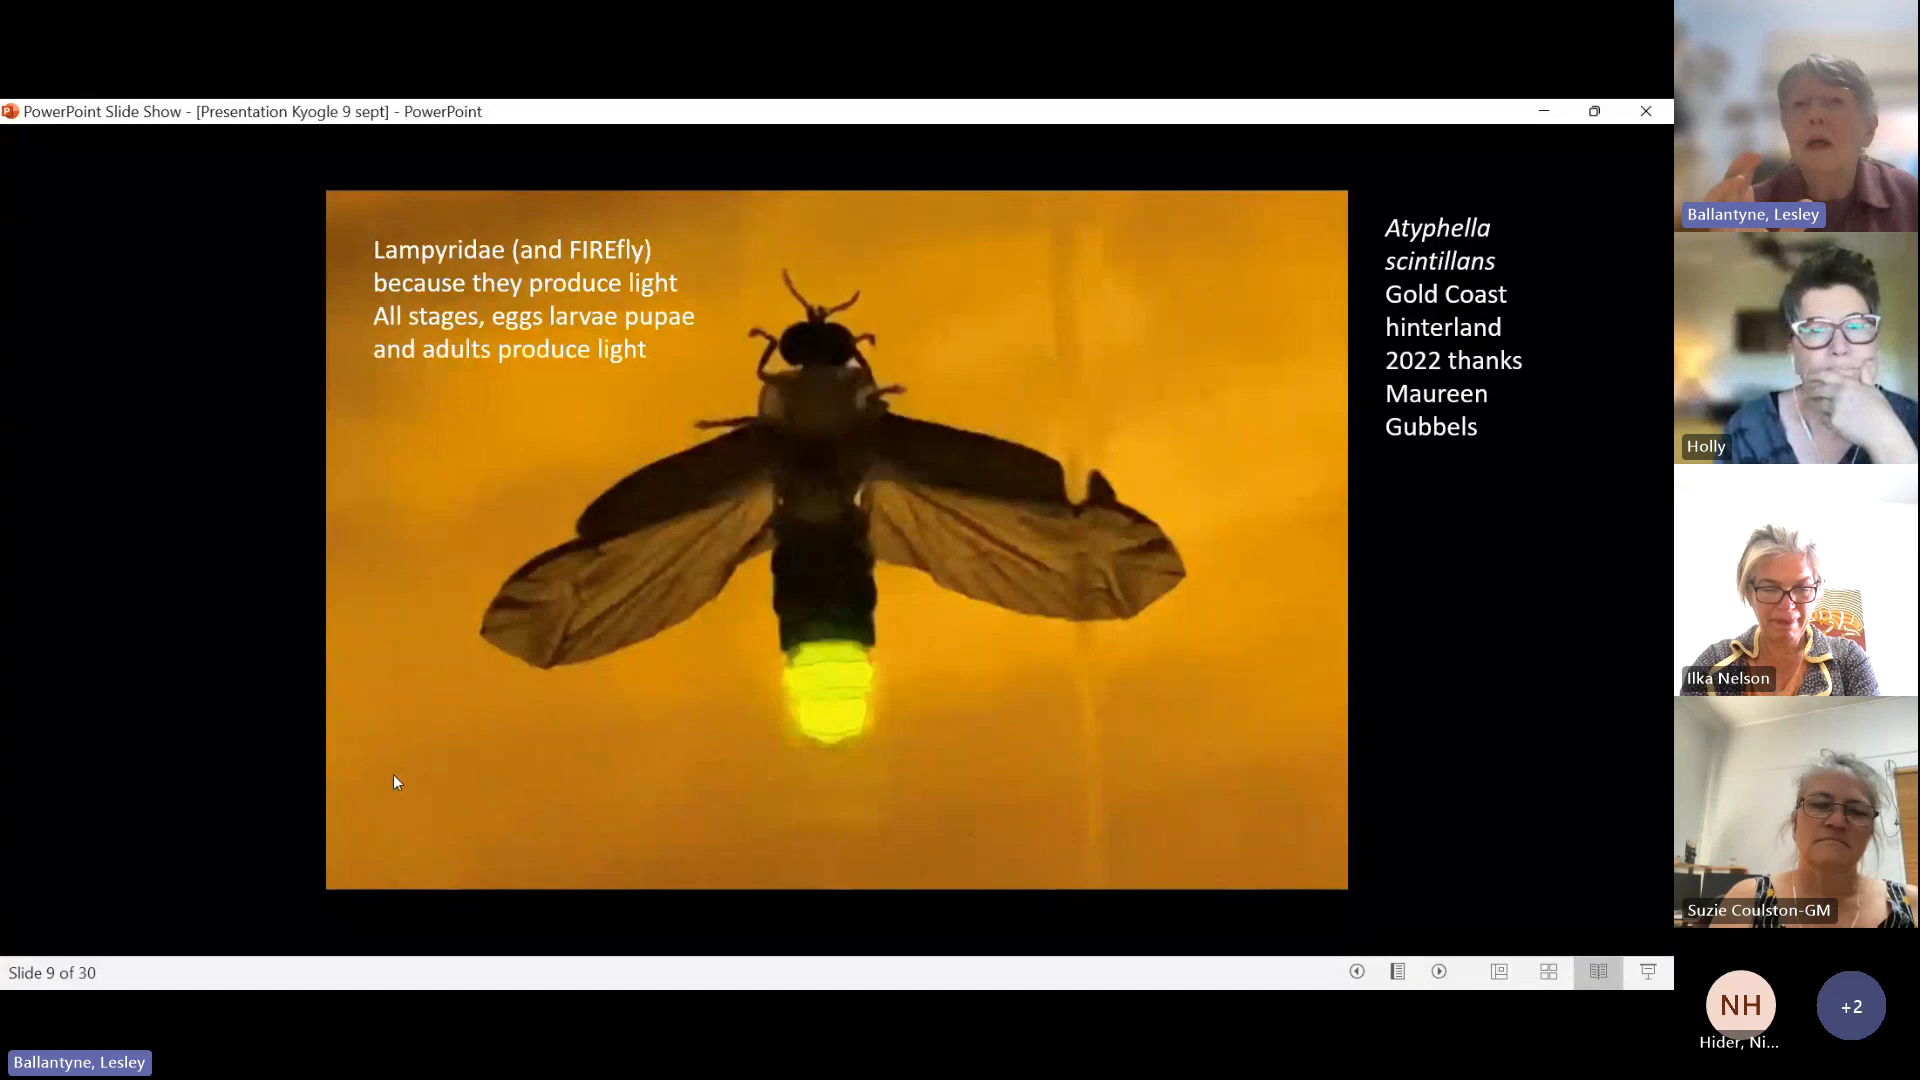 PowerPoint Slide Show - [Presentation Kyogle 9 sept] - PowerPoint
Lampyridae (and FIREfly)
because they produce light
All stages, eggs larvae pupae
and adults produce light
Atyphella
scintillans
Gold Coast
hinterland
2022 thanks
Maureen
Gubbels
Ballantyne, Lesley
Holly
Ilka Nelson
Suzie Coulston-GM
Slide 9 of 30
NH
+2
Hider, Ni...
Ballantyne, Lesley